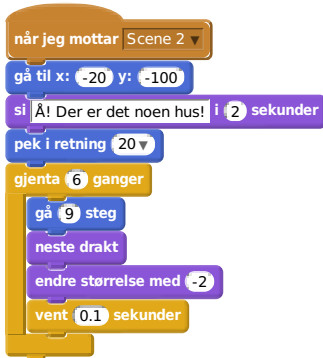 når jeg mottar Scene 2
gå til x: -20 y: -100
si Å! Der er det noen hus! i 2 sekunder
pek i retning 20
gjenta 6 ganger
gå 9 steg
neste drakt
endre størrelse med -2
vent 0.1 sekunder